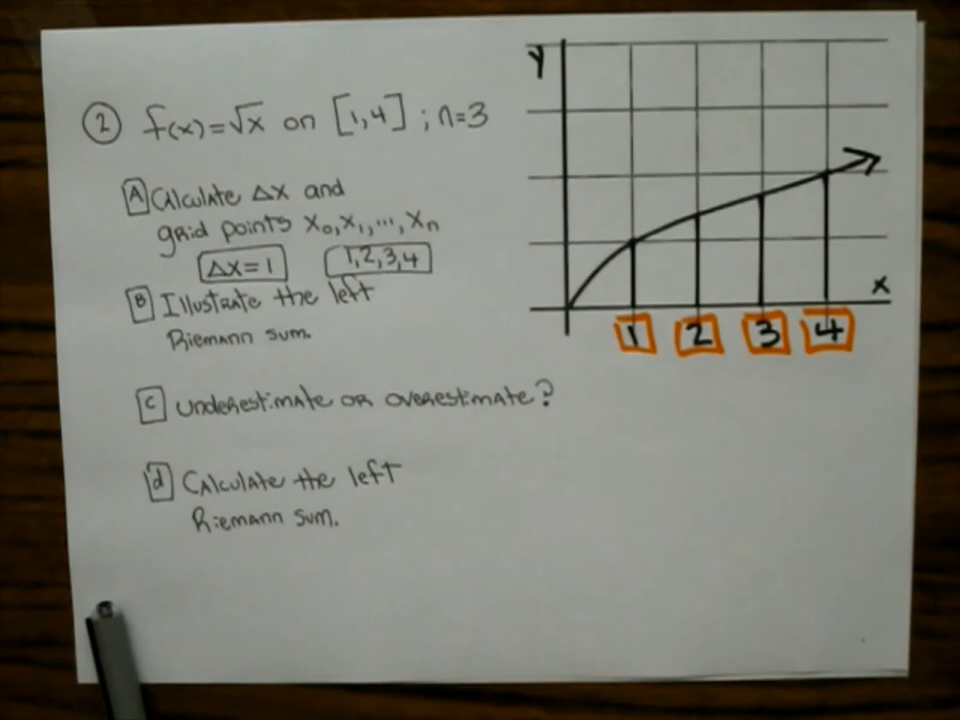 ② f(x)=√x on [1,4]; n=3
A Calculate Δx and
grid points x₀,x₁,...,xₙ
Δx=1 1,2,3,4
B Illustrate the left
Riemann sum.
c Underestimate or overestimate?
d Calculate the left
Riemann sum.
y
x
1 2 3 4